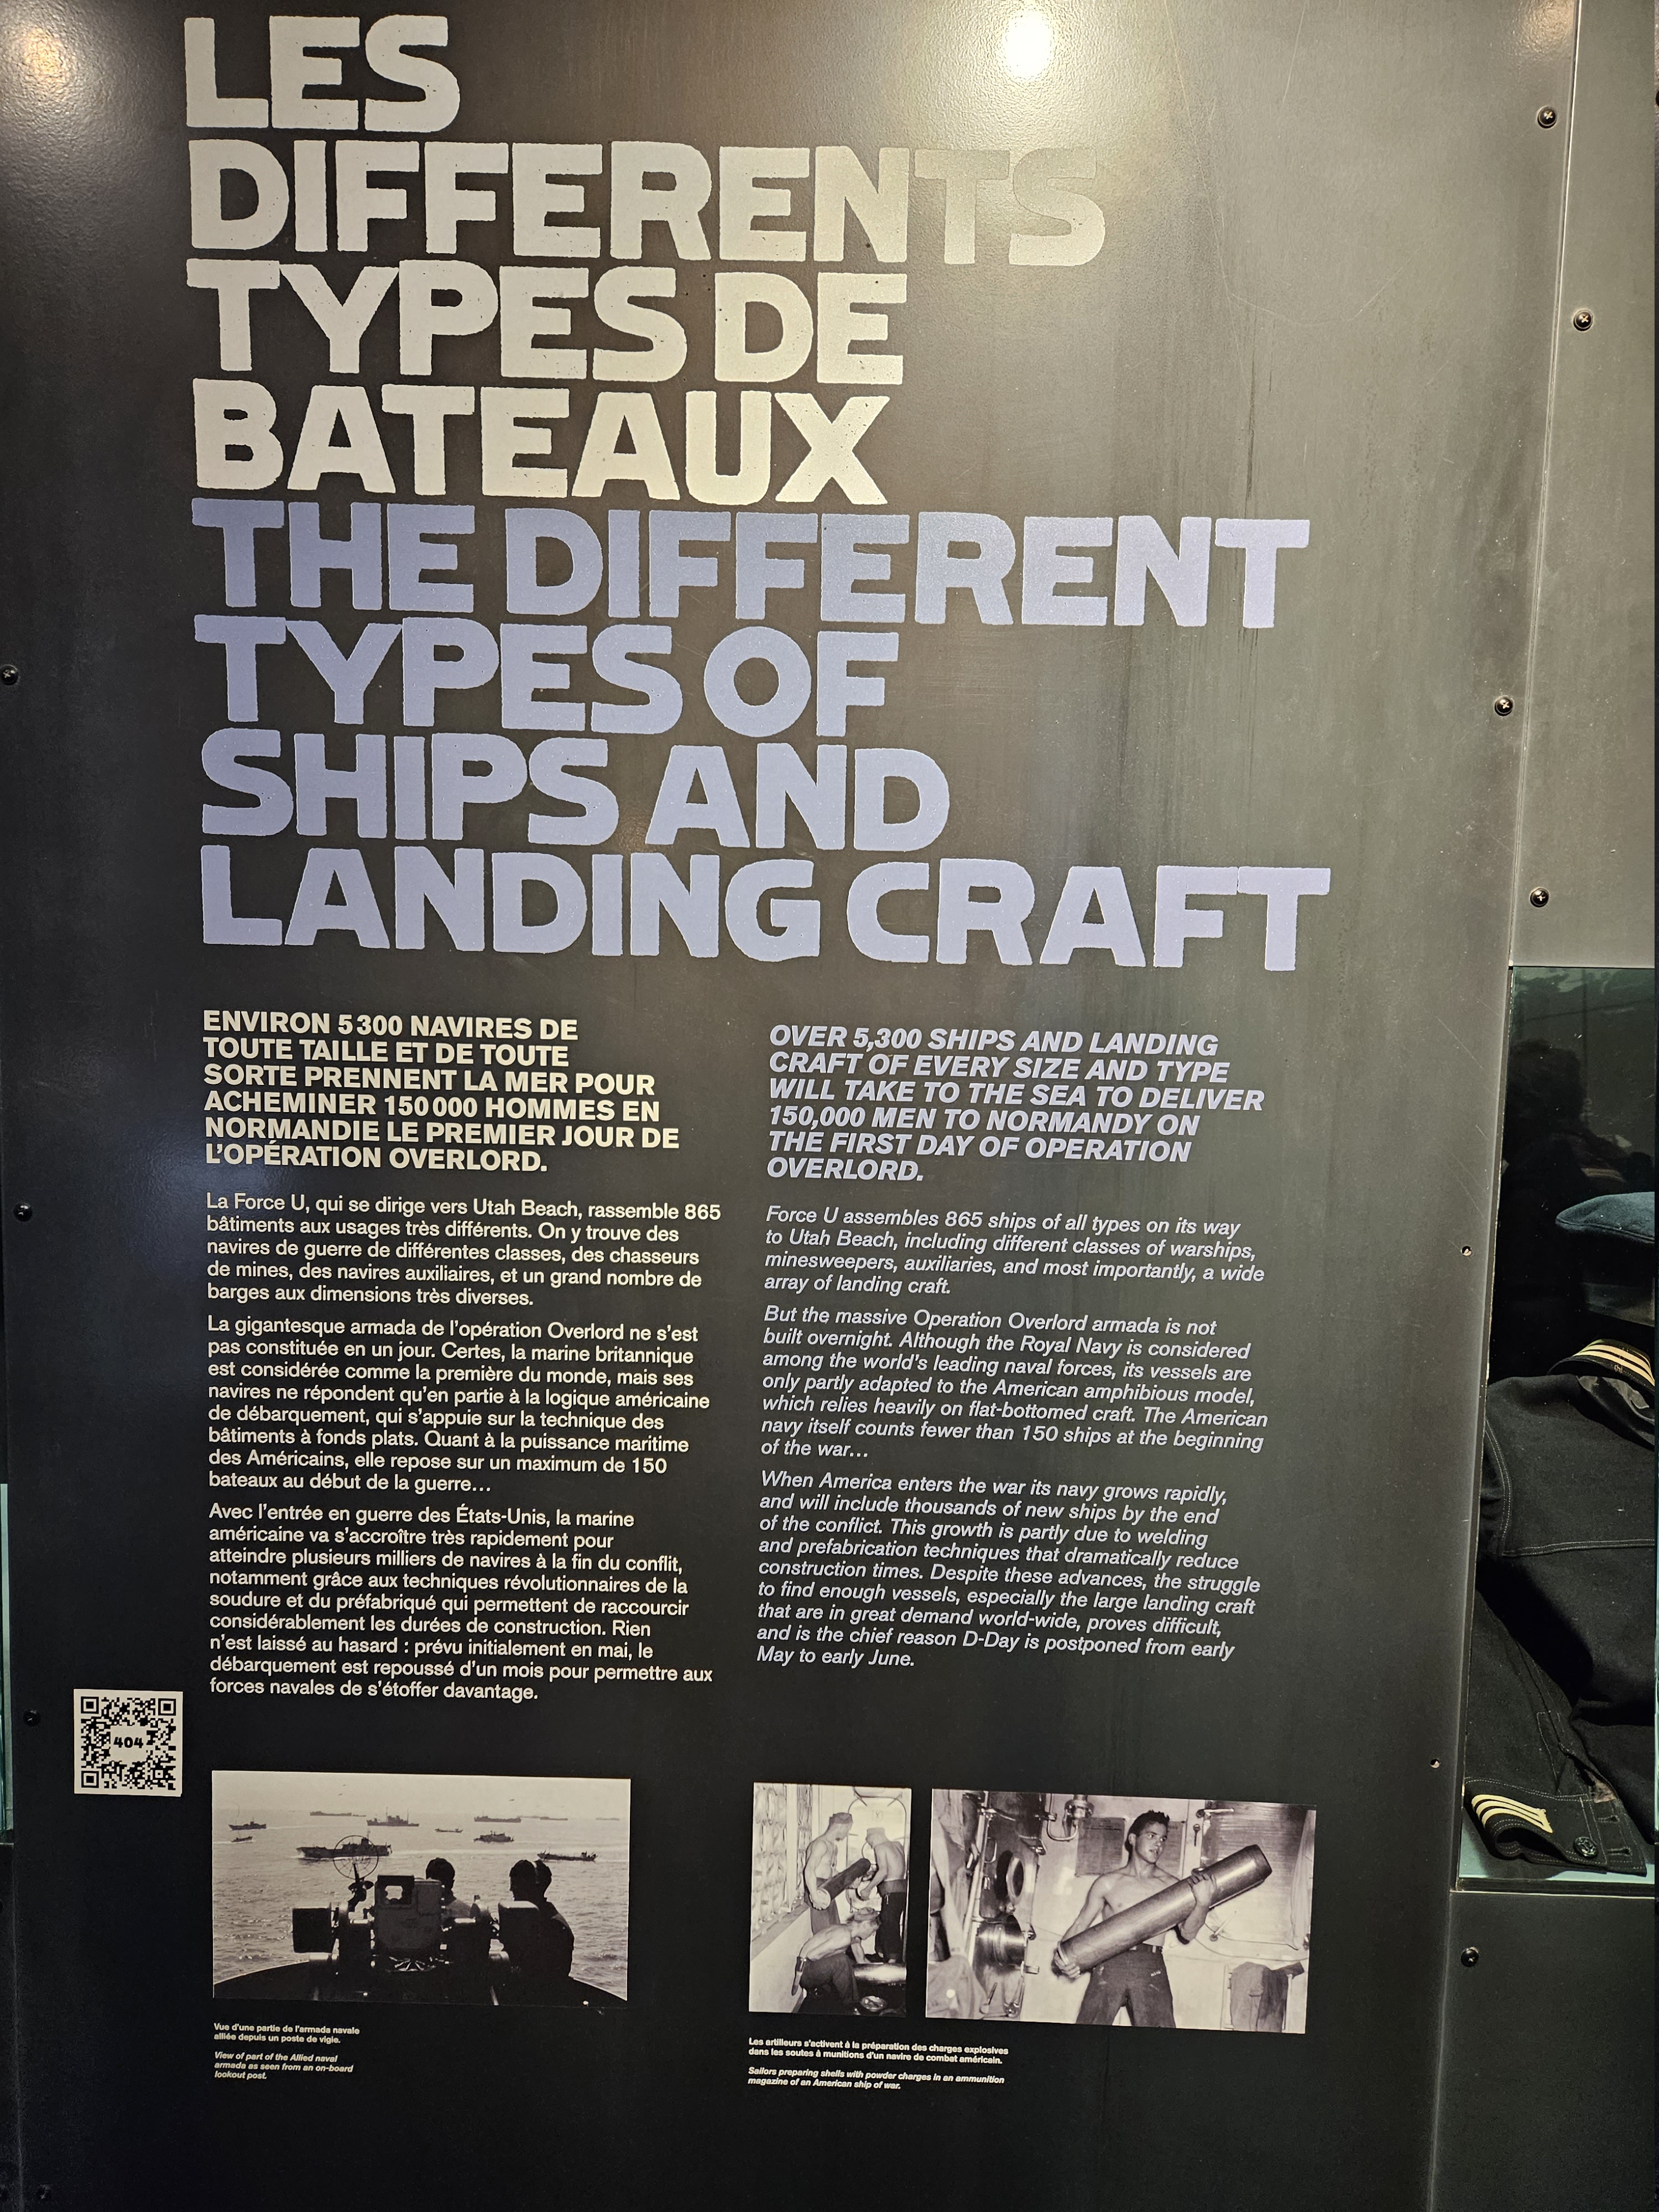 LES
DIFFERENTS
TYPES DE
BATEAUX
THE DIFFERENT
TYPES OF
SHIPS AND
LANDING CRAFT
ENVIRON 5 300 NAVIRES DE
TOUTE TAILLE ET DE TOUTE
SORTE PRENNENT LA MER POUR
ACHEMINER 150 000 HOMMES EN
NORMANDIE LE PREMIER JOUR DE
L'OPÉRATION OVERLORD.
La Force U, qui se dirige vers Utah Beach, rassemble 865
bâtiments aux usages très différents. On y trouve des
navires de guerre de différentes classes, des chasseurs
de mines, des navires auxiliaires, et un grand nombre de
barges aux dimensions très diverses.
La gigantesque armada de l'opération Overlord ne s'est
pas constituée en un jour. Certes, la marine britannique
est considérée comme la première du monde, mais ses
navires ne répondent qu'en partie à la logique américaine
de débarquement, qui s'appuie sur la technique des
bâtiments à fonds plats. Quant à la puissance maritime
des Américains, elle repose sur un maximum de 150
bateaux au début de la guerre...
Avec l'entrée en guerre des États-Unis, la marine
américaine va s'accroître très rapidement pour
atteindre plusieurs milliers de navires à la fin du conflit,
notamment grâce aux techniques révolutionnaires de la
soudure et du préfabriqué qui permettent de raccourcir
considérablement les durées de construction. Rien
n'est laissé au hasard : prévu initialement en mai, le
débarquement est repoussé d'un mois pour permettre aux
forces navales de s'étoffer davantage.
OVER 5,300 SHIPS AND LANDING
CRAFT OF EVERY SIZE AND TYPE
WILL TAKE TO THE SEA TO DELIVER
150,000 MEN TO NORMANDY ON
THE FIRST DAY OF OPERATION
OVERLORD.
Force U assembles 865 ships of all types on its way
to Utah Beach, including different classes of warships,
minesweepers, auxiliaries, and most importantly, a wide
array of landing craft.
But the massive Operation Overlord armada is not
built overnight. Although the Royal Navy is considered
among the world's leading naval forces, its vessels are
only partly adapted to the American amphibious model,
which relies heavily on flat-bottomed craft. The American
navy itself counts fewer than 150 ships at the beginning
of the war...
When America enters the war its navy grows rapidly,
and will include thousands of new ships by the end
of the conflict. This growth is partly due to welding
and prefabrication techniques that dramatically reduce
construction times. Despite these advances, the struggle
to find enough vessels, especially the large landing craft
that are in great demand world-wide, proves difficult,
and is the chief reason D-Day is postponed from early
May to early June.
404
Vue d'une partie de l'armada navale
alliée depuis un poste de vigie.
View of part of the Allied naval
armada as seen from an on-board
lookout post.
Les artilleurs s'activent à la préparation des charges explosives
dans les soutes à munitions d'un navire de combat américain.
Sailors preparing shells with powder charges in an ammunition
magazine of an American ship of war.